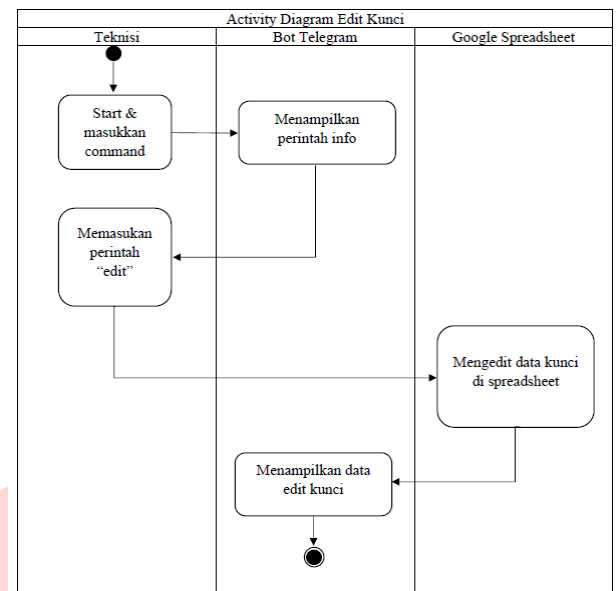 Activity Diagram Edit Kunci
Teknisi
Bot Telegram
Google Spreadsheet
Start &
masukkan
command
Menampilkan
perintah info
Memasukan
perintah
“edit”
Mengedit data kunci
di spreadsheet
Menampilkan data
edit kunci